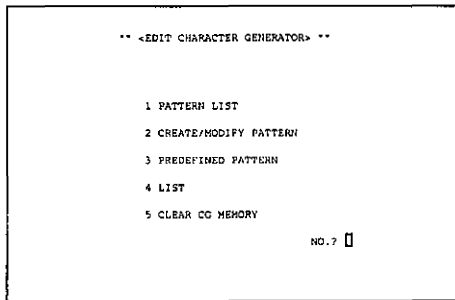 ** <EDIT CHARACTER GENERATOR> **
1 PATTERN LIST
2 CREATE/MODIFY PATTERN
3 PREDEFINED PATTERN
4 LIST
5 CLEAR CG MEMORY
NO.?